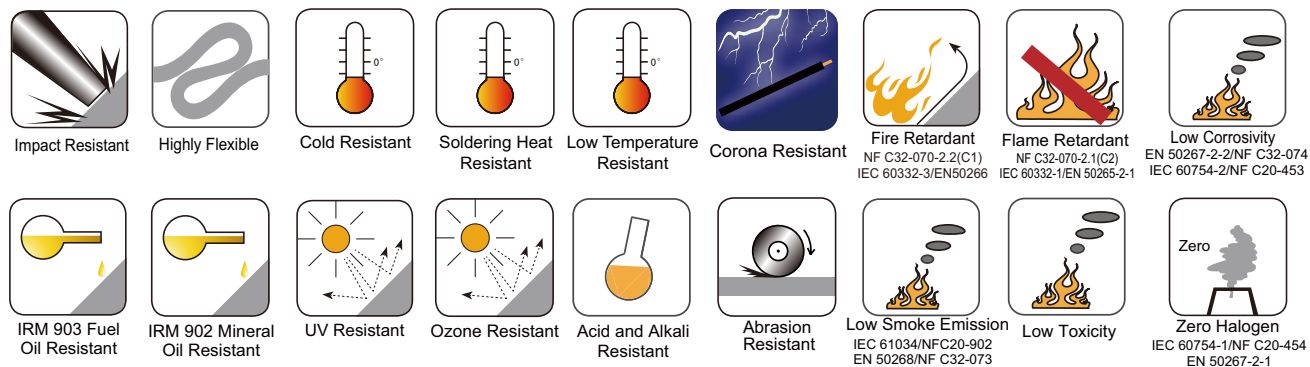 0°
0°
0°
Impact Resistant
Highly Flexible
Cold Resistant
Soldering Heat
Resistant
Low Temperature
Resistant
Corona Resistant
Fire Retardant
NF C32-070-2.2(C1)
IEC 60332-3/EN50266
Flame Retardant
NF C32-070-2.1(C2)
IEC 60332-1/EN 50265-2-1
Low Corrosivity
EN 50267-2-2/NF C32-074
IEC 60754-2/NF C20-453
Zero
IRM 903 Fuel
Oil Resistant
IRM 902 Mineral
Oil Resistant
UV Resistant
Ozone Resistant
Acid and Alkali
Resistant
Abrasion
Resistant
Low Smoke Emission
IEC 61034/NFC20-902
EN 50268/NF C32-073
Low Toxicity
Zero Halogen
IEC 60754-1/NF C20-454
EN 50267-2-1